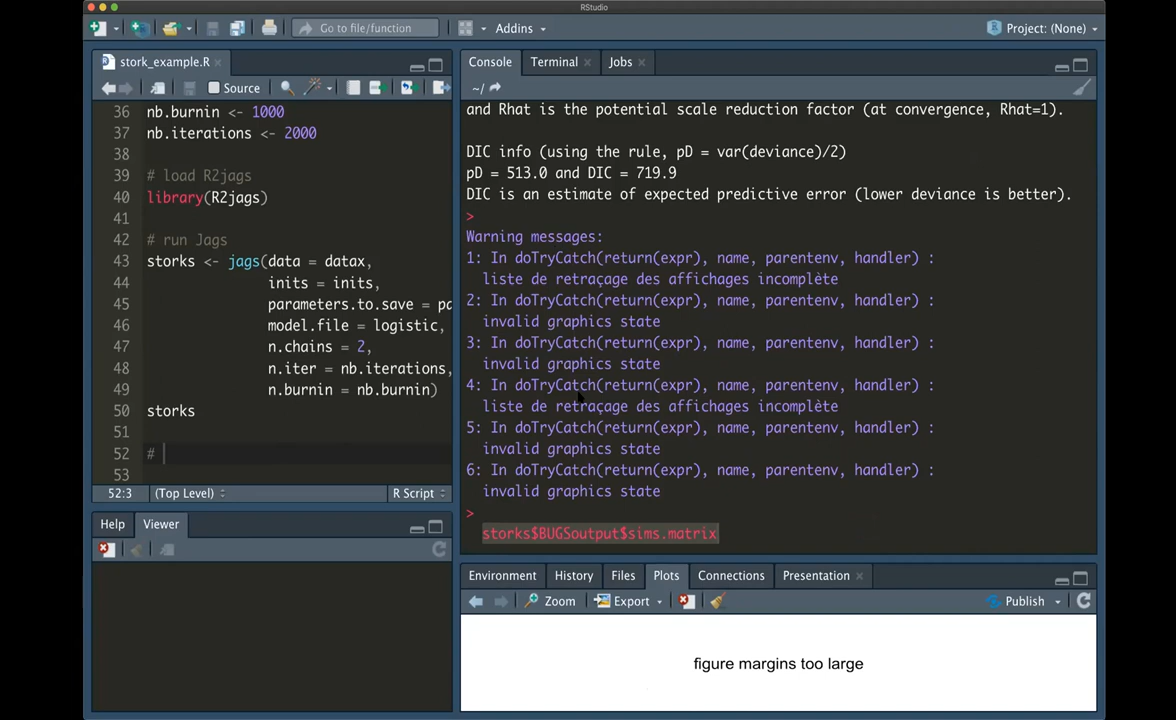 RStudio
Go to file/function
Addins
Project: (None)
stork_example.R
Source
36 nb.burnin <- 1000
37 nb.iterations <- 2000
38
39 # load R2jags
40 library(R2jags)
41
42 # run Jags
43 storks <- jags(data = datax,
44 inits = inits,
45 parameters.to.save = pa
46 model.file = logistic,
47 n.chains = 2,
48 n.iter = nb.iterations,
49 n.burnin = nb.burnin)
50 storks
51
52 #
53
52:3 (Top Level) R Script
Help Viewer
Console Terminal Jobs
~/
and Rhat is the potential scale reduction factor (at convergence, Rhat=1).
DIC info (using the rule, pD = var(deviance)/2)
pD = 513.0 and DIC = 719.9
DIC is an estimate of expected predictive error (lower deviance is better).
>
Warning messages:
1: In doTryCatch(return(expr), name, parentenv, handler) :
liste de retraçage des affichages incomplète
2: In doTryCatch(return(expr), name, parentenv, handler) :
invalid graphics state
3: In doTryCatch(return(expr), name, parentenv, handler) :
invalid graphics state
4: In doTryCatch(return(expr), name, parentenv, handler) :
liste de retraçage des affichages incomplète
5: In doTryCatch(return(expr), name, parentenv, handler) :
invalid graphics state
6: In doTryCatch(return(expr), name, parentenv, handler) :
invalid graphics state
>
storks$BUGSoutput$sims.matrix
Environment History Files Plots Connections Presentation
Zoom Export Publish
figure margins too large